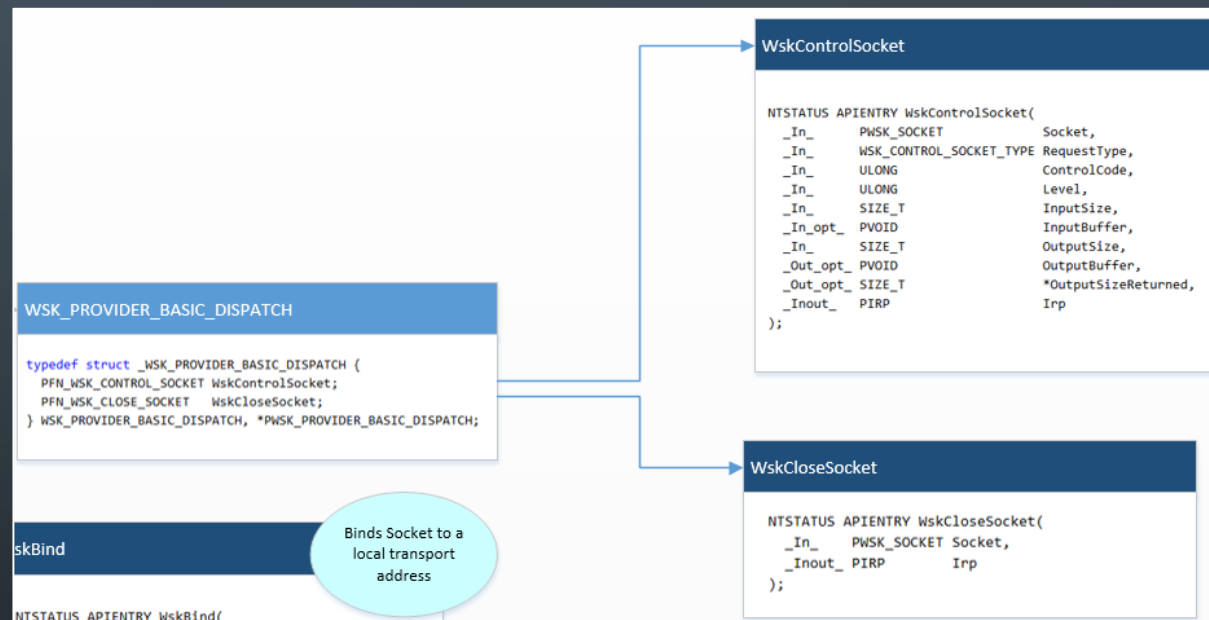 WskControlSocket
NTSTATUS APIENTRY WskControlSocket(
_In_ PWSK_SOCKET Socket,
_In_ WSK_CONTROL_SOCKET_TYPE RequestType,
_In_ ULONG ControlCode,
_In_ ULONG Level,
_In_ SIZE_T InputSize,
_In_opt_ PVOID InputBuffer,
_In_ SIZE_T OutputSize,
_Out_opt_ PVOID OutputBuffer,
_Out_opt_ SIZE_T *OutputSizeReturned,
_Inout_ PIRP Irp
);
WSK_PROVIDER_BASIC_DISPATCH
typedef struct _WSK_PROVIDER_BASIC_DISPATCH {
PFN_WSK_CONTROL_SOCKET WskControlSocket;
PFN_WSK_CLOSE_SOCKET WskCloseSocket;
} WSK_PROVIDER_BASIC_DISPATCH, *PWSK_PROVIDER_BASIC_DISPATCH;
WskCloseSocket
NTSTATUS APIENTRY WskCloseSocket(
_In_ PWSK_SOCKET Socket,
_Inout_ PIRP Irp
);
skBind
Binds Socket to a
local transport
address
NTSTATUS APIENTRY WskBind(